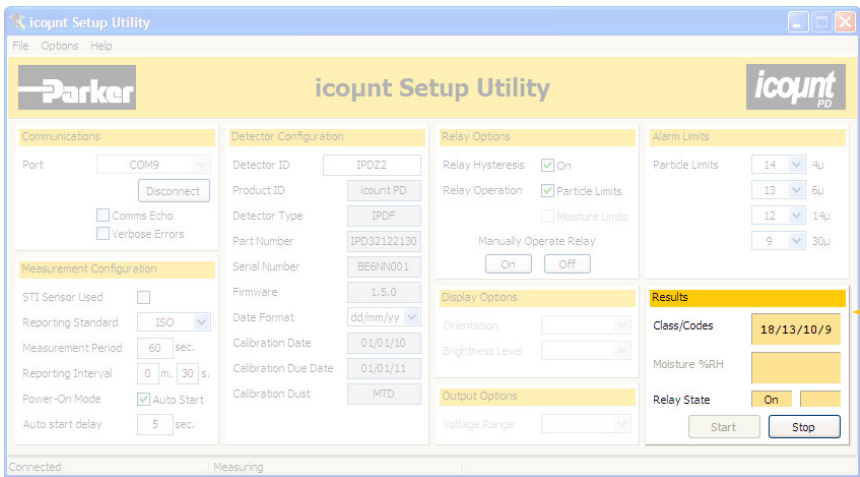 icoμnt Setup Utility
File Options Help
Parker
icoμnt Setup Utility
icoμnt
PD
Communications
Port COM9
Disconnect
Comms Echo
Verbose Errors
Measurement Configuration
STI Sensor Used
Reporting Standard ISO
Measurement Period 60 sec.
Reporting Interval 0 m. 30 s.
Power-On Mode Auto Start
Auto start delay 5 sec.
Detector Configuration
Detector ID IPDZ2
Product ID icount PD
Detector Type IPDF
Part Number IPD32122130
Serial Number BE6NN001
Firmware 1.5.0
Date Format dd/mm/yy
Calibration Date 01/01/10
Calibration Due Date 01/01/11
Calibration Dust MTD
Relay Options
Relay Hysteresis On
Relay Operation Particle Limits
Moisture Limits
Manually Operate Relay
On Off
Display Options
Orientation
Brightness Level
Output Options
Voltage Range
Alarm Limits
Particle Limits 14 4μ
13 6μ
12 14μ
9 30μ
Results
Class/Codes 18/13/10/9
Moisture %RH
Relay State On
Start Stop
Connected Measuring